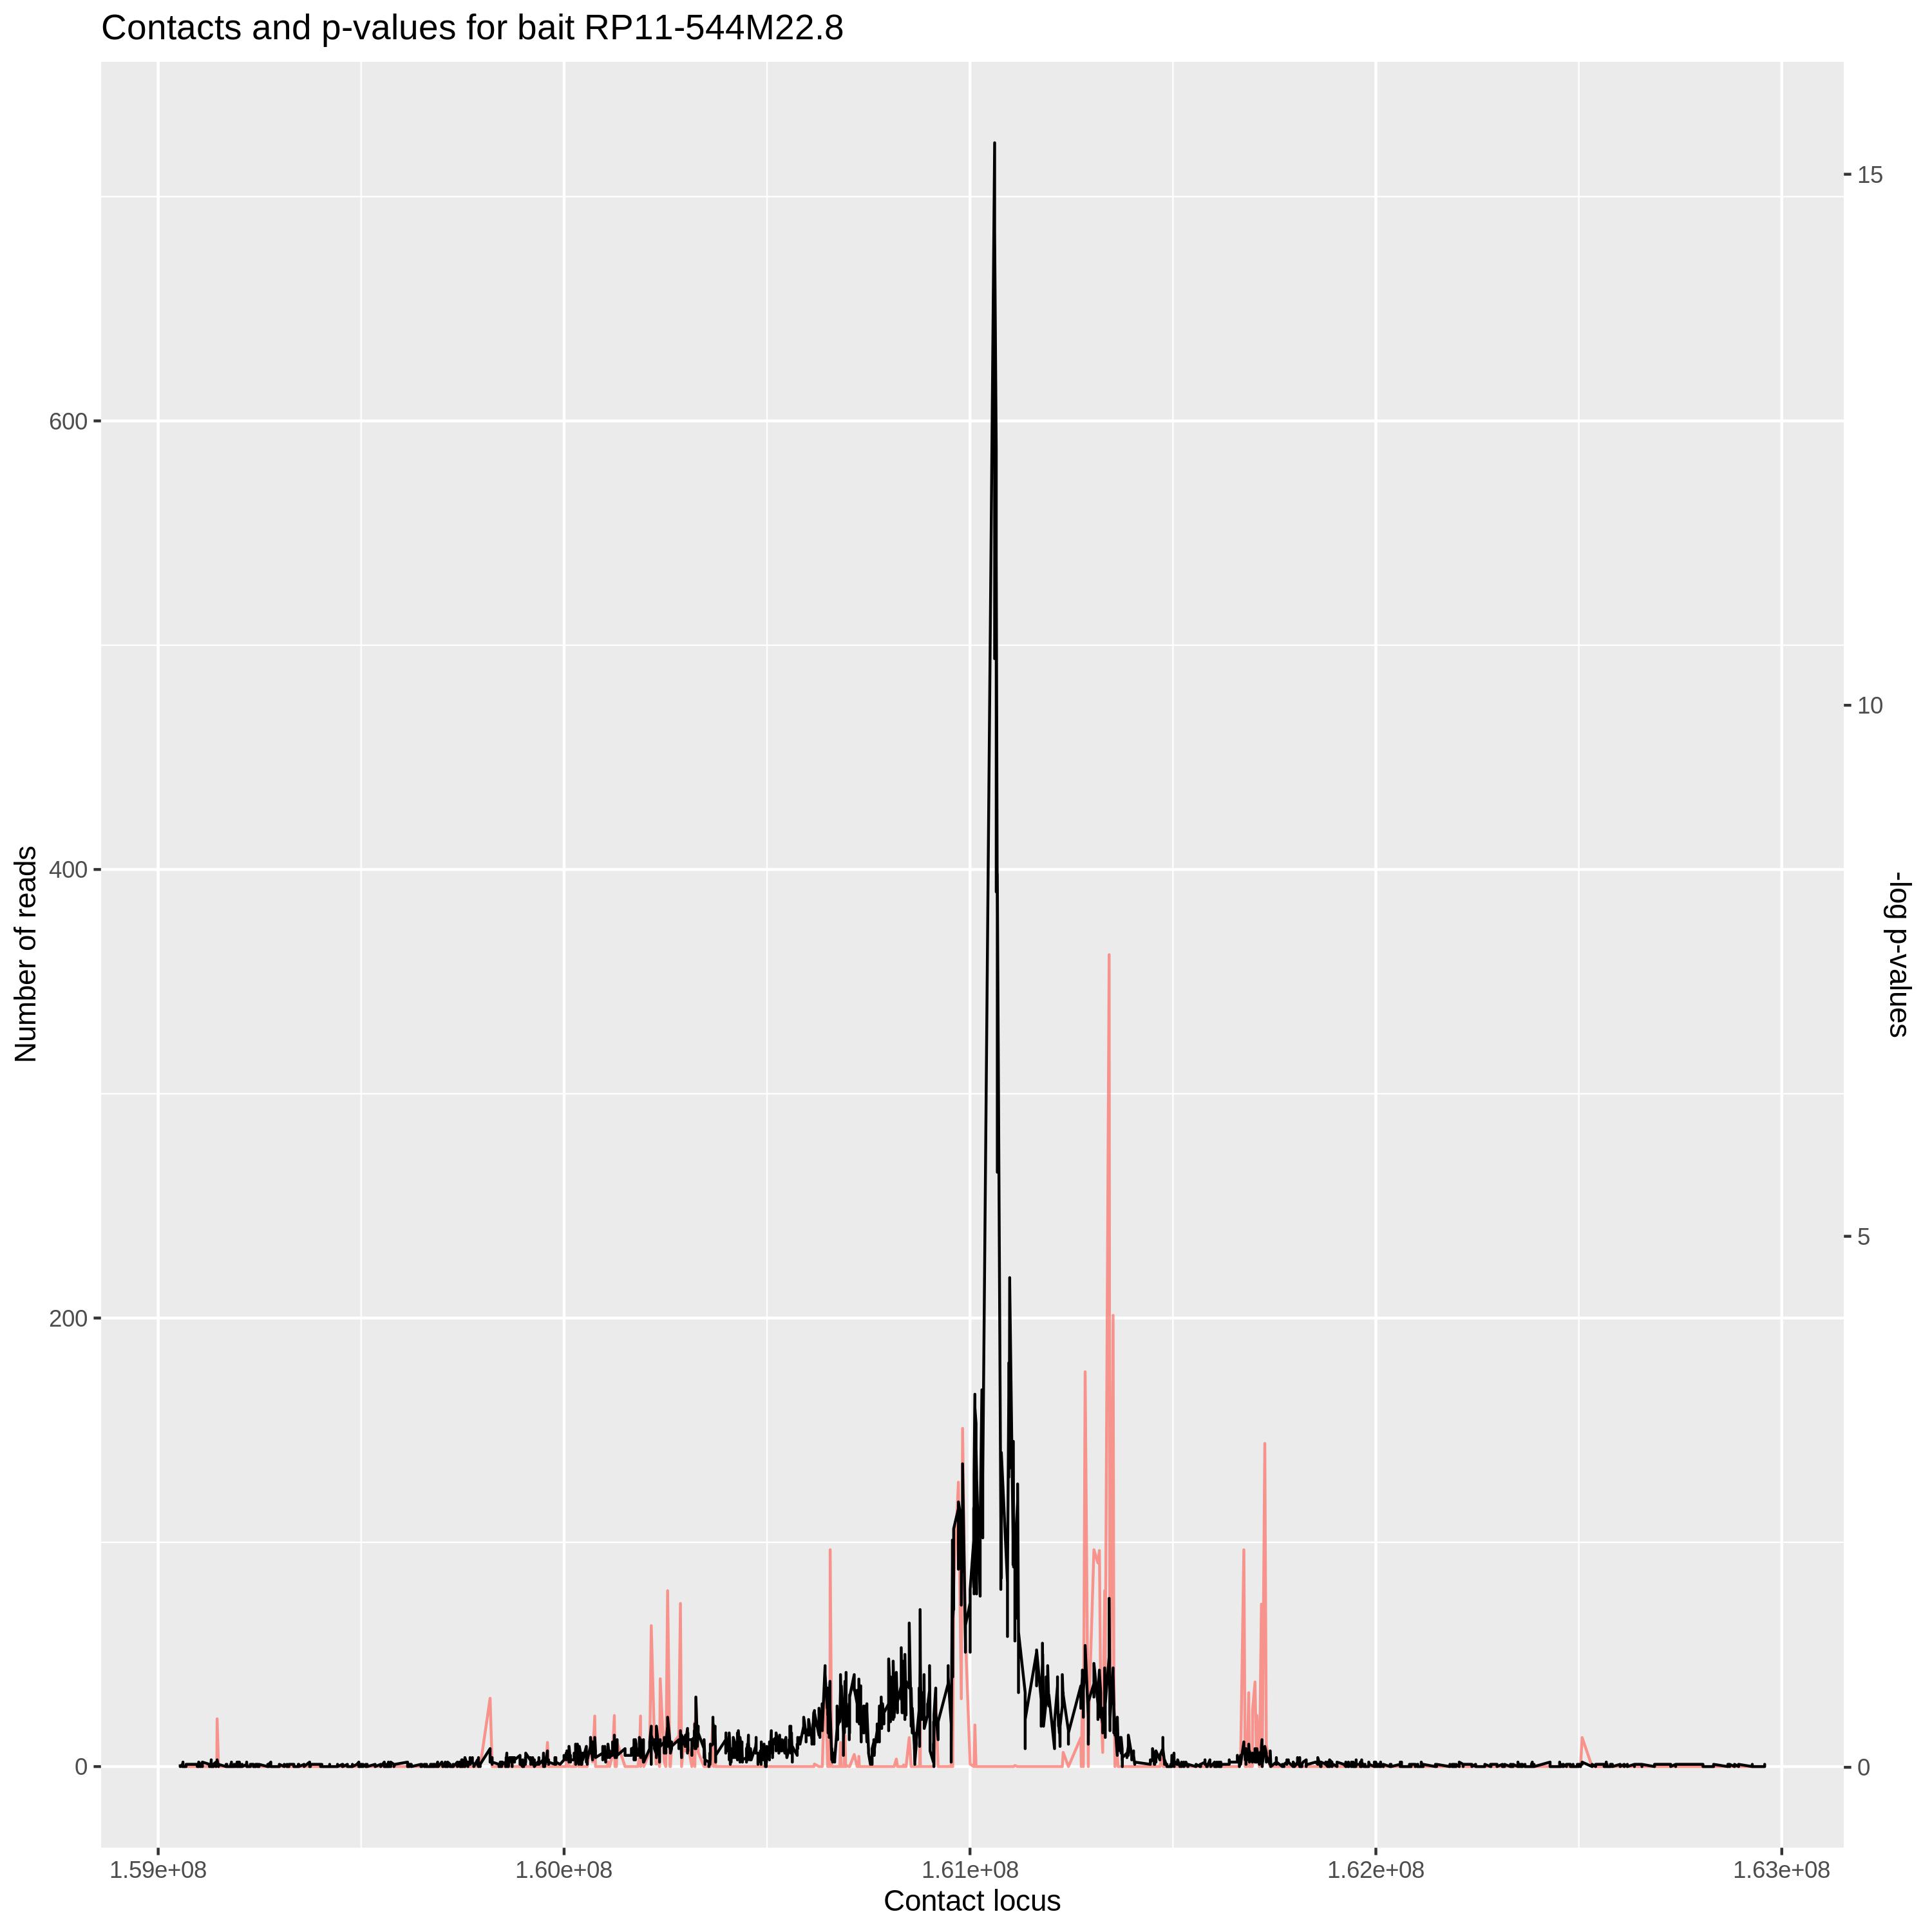 Contacts and p-values for bait RP11-544M22.8
Number of reads
600
400
200
0
15
10
5
0
-log p-values
1.59e+08
1.60e+08
1.61e+08
1.62e+08
1.63e+08
Contact locus